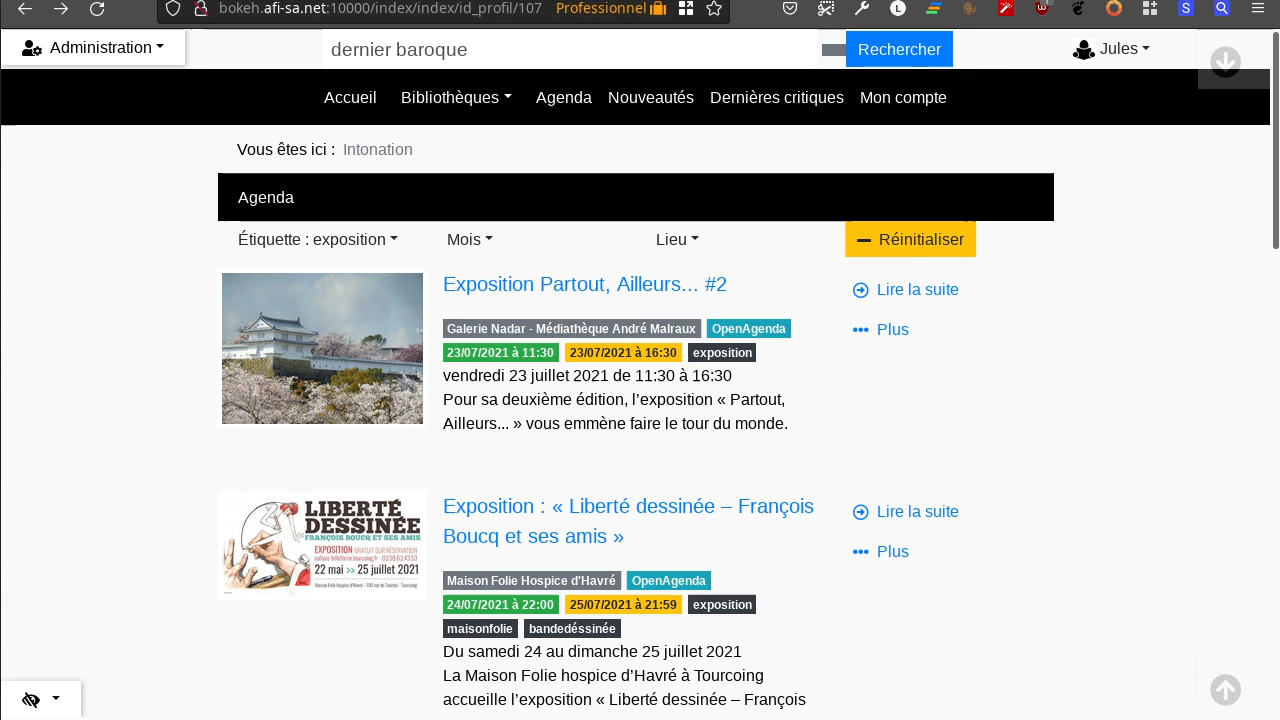 bokeh.afi-sa.net:10000/index/index/id_profil/107 Professionnel
Administration
dernier baroque
Rechercher
Jules
Accueil Bibliothèques Agenda Nouveautés Dernières critiques Mon compte
Vous êtes ici : Intonation
Agenda
Étiquette : exposition Mois Lieu Réinitialiser
Exposition Partout, Ailleurs... #2
Lire la suite
Plus
Galerie Nadar - Médiathèque André Malraux OpenAgenda
23/07/2021 à 11:30 23/07/2021 à 16:30 exposition
vendredi 23 juillet 2021 de 11:30 à 16:30
Pour sa deuxième édition, l’exposition « Partout,
Ailleurs... » vous emmène faire le tour du monde.
LIBERTÉ
DESSINÉE
FRANÇOIS BOUCQ ET SES AMIS
EXPOSITION GRATUIT SUR RÉSERVATION
22 mai >> 25 juillet 2021
Exposition : « Liberté dessinée – François
Boucq et ses amis »
Lire la suite
Plus
Maison Folie Hospice d'Havré OpenAgenda
24/07/2021 à 22:00 25/07/2021 à 21:59 exposition
maisonfolie bandedéssinée
Du samedi 24 au dimanche 25 juillet 2021
La Maison Folie hospice d’Havré à Tourcoing
accueille l’exposition « Liberté dessinée – François